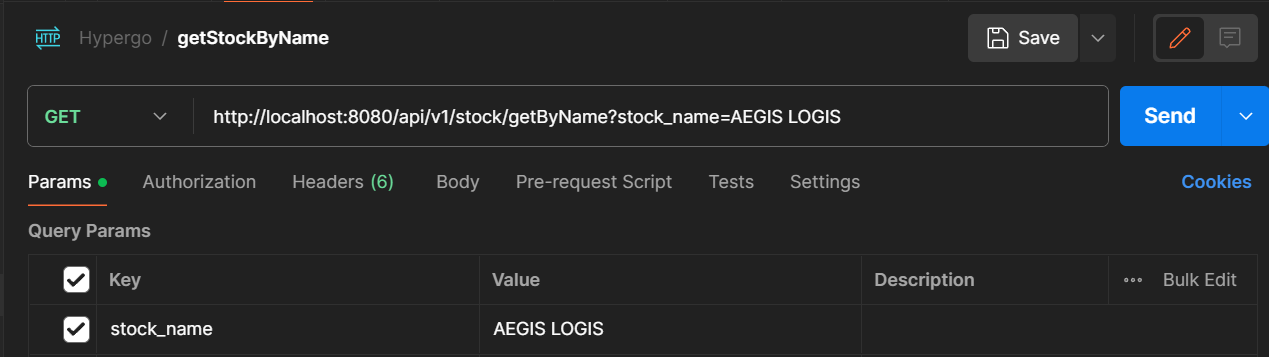 HTTP Hypergo / getStockByName Save
GET http://localhost:8080/api/v1/stock/getByName?stock_name=AEGIS LOGIS Send
Params Authorization Headers (6) Body Pre-request Script Tests Settings Cookies
Query Params
Key Value Description ••• Bulk Edit
stock_name AEGIS LOGIS